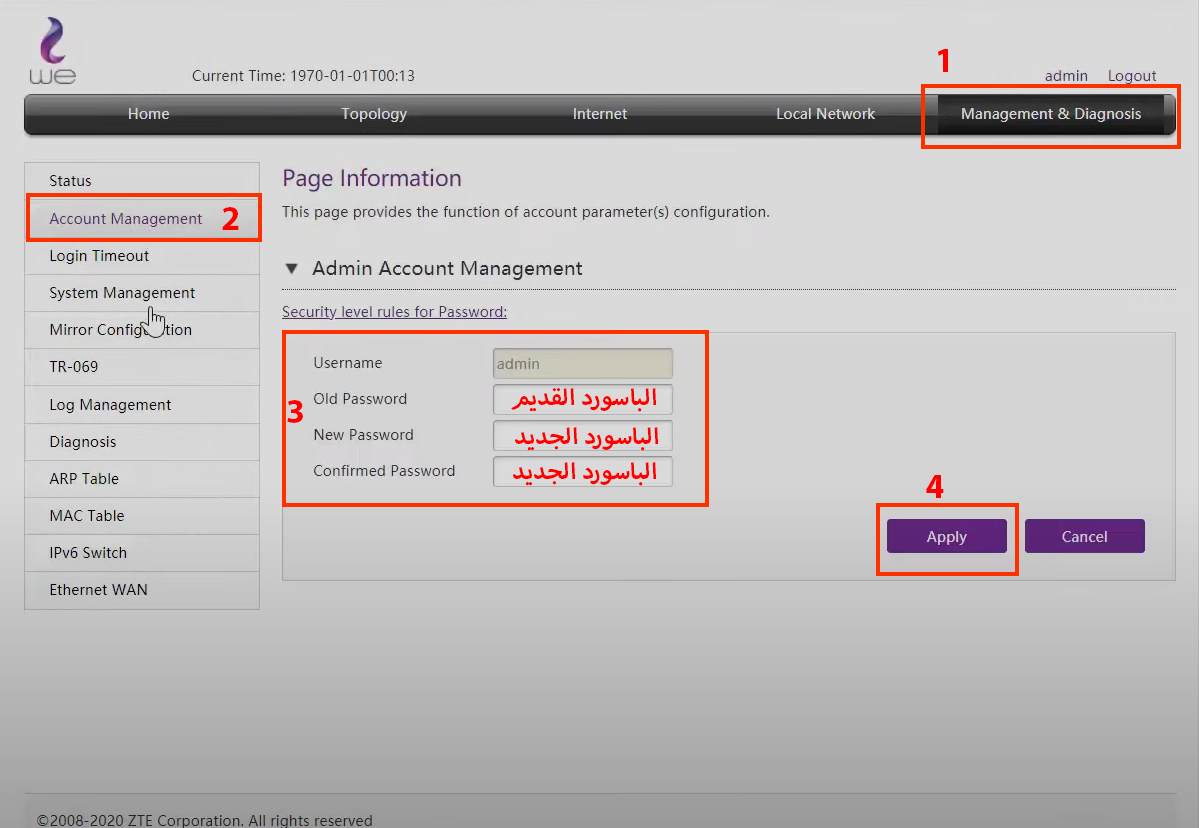 we
Current Time: 1970-01-01T00:13
1
admin Logout
Home Topology Internet Local Network Management & Diagnosis
Status
Account Management 2
Login Timeout
System Management
Mirror Configuration
TR-069
Log Management
Diagnosis
ARP Table
MAC Table
IPv6 Switch
Ethernet WAN
Page Information
This page provides the function of account parameter(s) configuration.
▼ Admin Account Management
Security level rules for Password:
3
Username admin
Old Password الباسورد القديم
New Password الباسورد الجديد
Confirmed Password الباسورد الجديد
4
Apply Cancel
©2008-2020 ZTE Corporation. All rights reserved